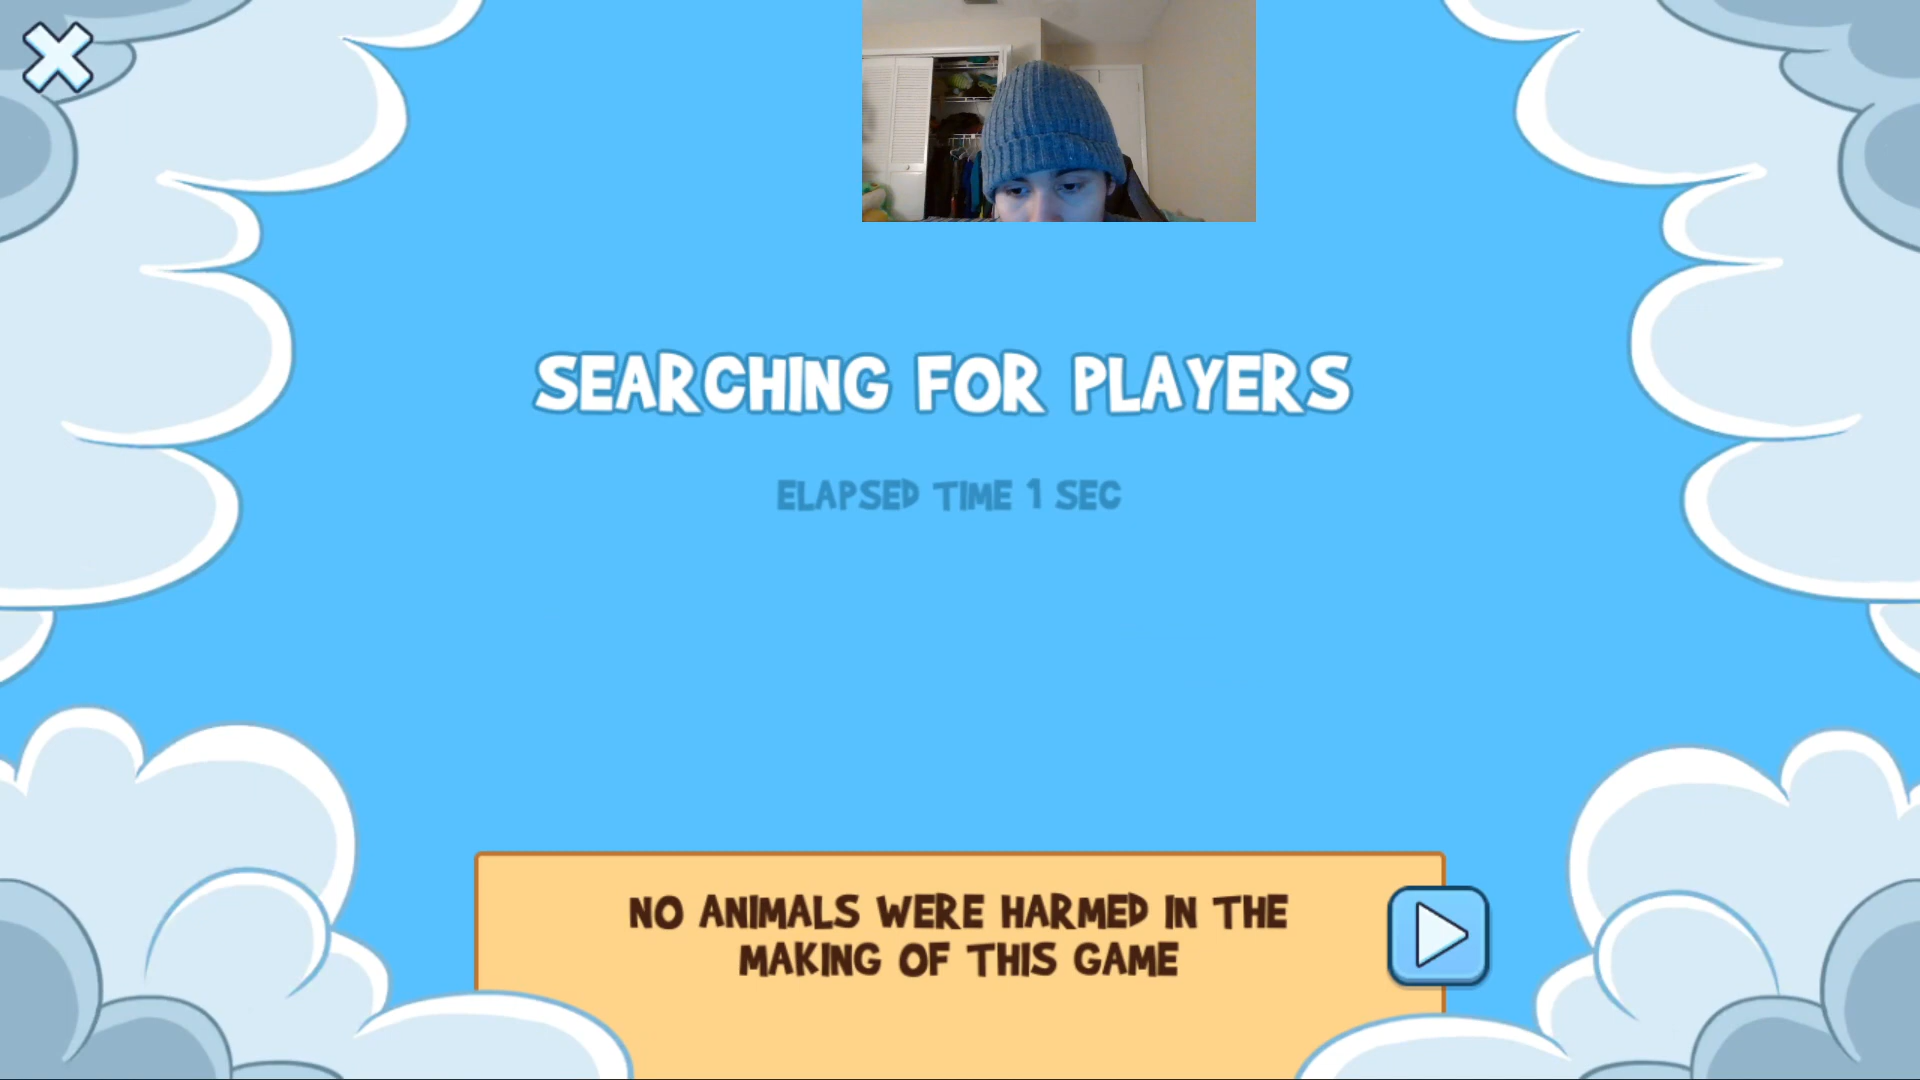 SEARCHING FOR PLAYERS
ELAPSED TIME 1 SEC
NO ANIMALS WERE HARMED IN THE
MAKING OF THIS GAME